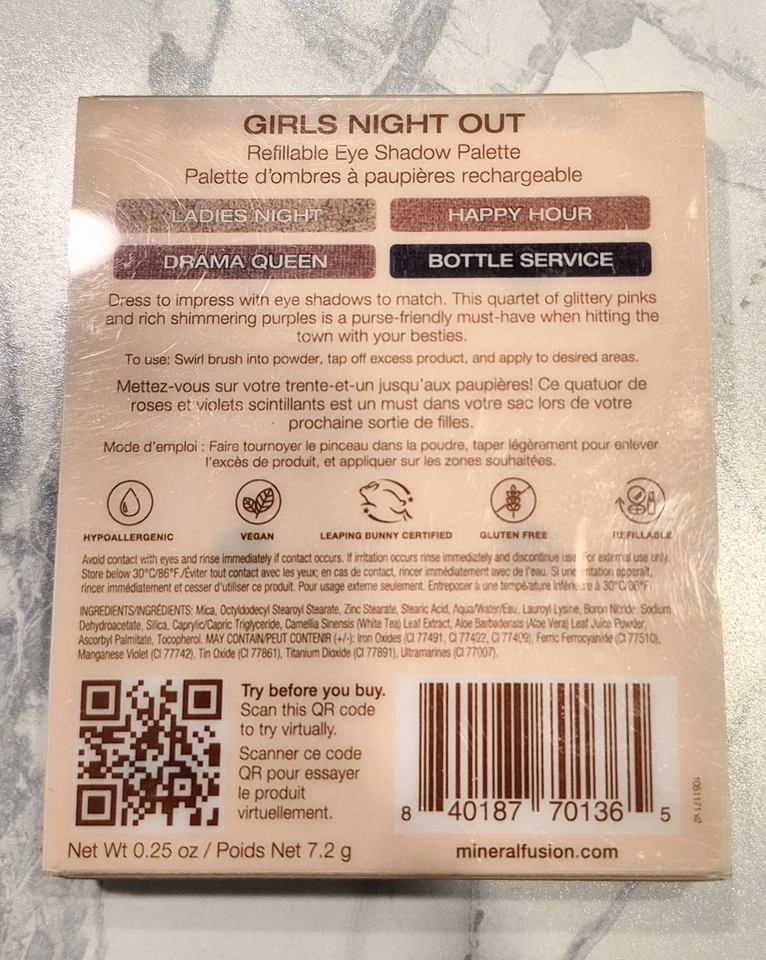 GIRLS NIGHT OUT
Refillable Eye Shadow Palette
Palette d'ombres à paupières rechargeable
LADIES NIGHT
HAPPY HOUR
DRAMA QUEEN
BOTTLE SERVICE
Dress to impress with eye shadows to match. This quartet of glittery pinks
and rich shimmering purples is a purse-friendly must-have when hitting the
town with your besties.
To use: Swirl brush into powder, tap off excess product, and apply to desired areas.
Mettez-vous sur votre trente-et-un jusqu'aux paupières! Ce quatuor de
roses et violets scintillants est un must dans votre sac lors de votre
prochaine sortie de filles.
Mode d'emploi : Faire tournoyer le pinceau dans la poudre, taper légèrement pour enlever
l'excès de produit, et appliquer sur les zones souhaitées.
HYPOALLERGENIC
VEGAN
LEAPING BUNNY CERTIFIED
GLUTEN FREE
REFILLABLE
Avoid contact with eyes and rinse immediately if contact occurs. If irritation occurs rinse immediately and discontinue use. For external use only.
Store below 30°C/86°F./Éviter tout contact avec les yeux; en cas de contact, rincer immédiatement avec de l'eau. Si une irritation apparaît,
rincer immédiatement et cesser d'utiliser ce produit. Pour usage externe seulement. Entreposer à une température inférieure à 30°C/86°F.
INGREDIENTS/INGRÉDIENTS: Mica, Octyldodecyl Stearoyl Stearate, Zinc Stearate, Stearic Acid, Aqua/Water/Eau, Lauroyl Lysine, Boron Nitride, Sodium
Dehydroacetate, Silica, Caprylic/Capric Triglyceride, Camellia Sinensis (White Tea) Leaf Extract, Aloe Barbadensis (Aloe Vera) Leaf Juice Powder,
Ascorbyl Palmitate, Tocopherol. MAY CONTAIN/PEUT CONTENIR (+/-): Iron Oxides (CI 77491, CI 77492, CI 77499), Ferric Ferrocyanide (CI 77510),
Manganese Violet (CI 77742), Tin Oxide (CI 77861), Titanium Dioxide (CI 77891), Ultramarines (CI 77007).
Try before you buy.
Scan this QR code
to try virtually.
Scanner ce code
QR pour essayer
le produit
virtuellement.
8 40187 70136 5
1061171 v2
Net Wt 0.25 oz / Poids Net 7.2 g
mineralfusion.com